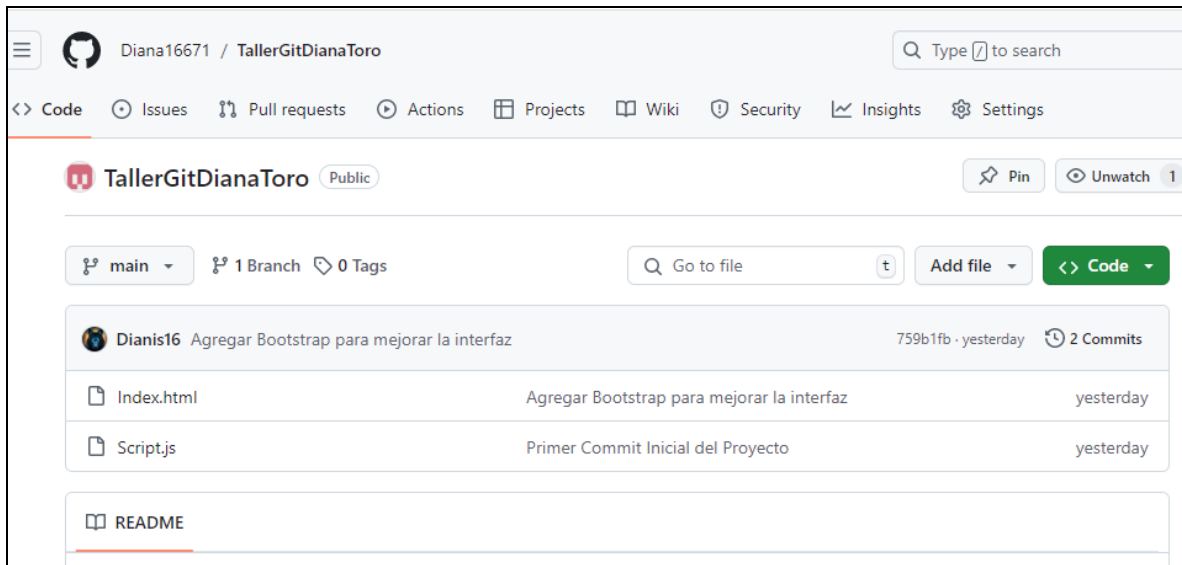 Diana16671 / TallerGitDianaToro
Type / to search
<> Code Issues Pull requests Actions Projects Wiki Security Insights Settings
TallerGitDianaToro Public
Pin Unwatch 1
main 1 Branch 0 Tags
Go to file t Add file <> Code
Dianis16 Agregar Bootstrap para mejorar la interfaz 759b1fb · yesterday 2 Commits
Index.html Agregar Bootstrap para mejorar la interfaz yesterday
Script.js Primer Commit Inicial del Proyecto yesterday
README